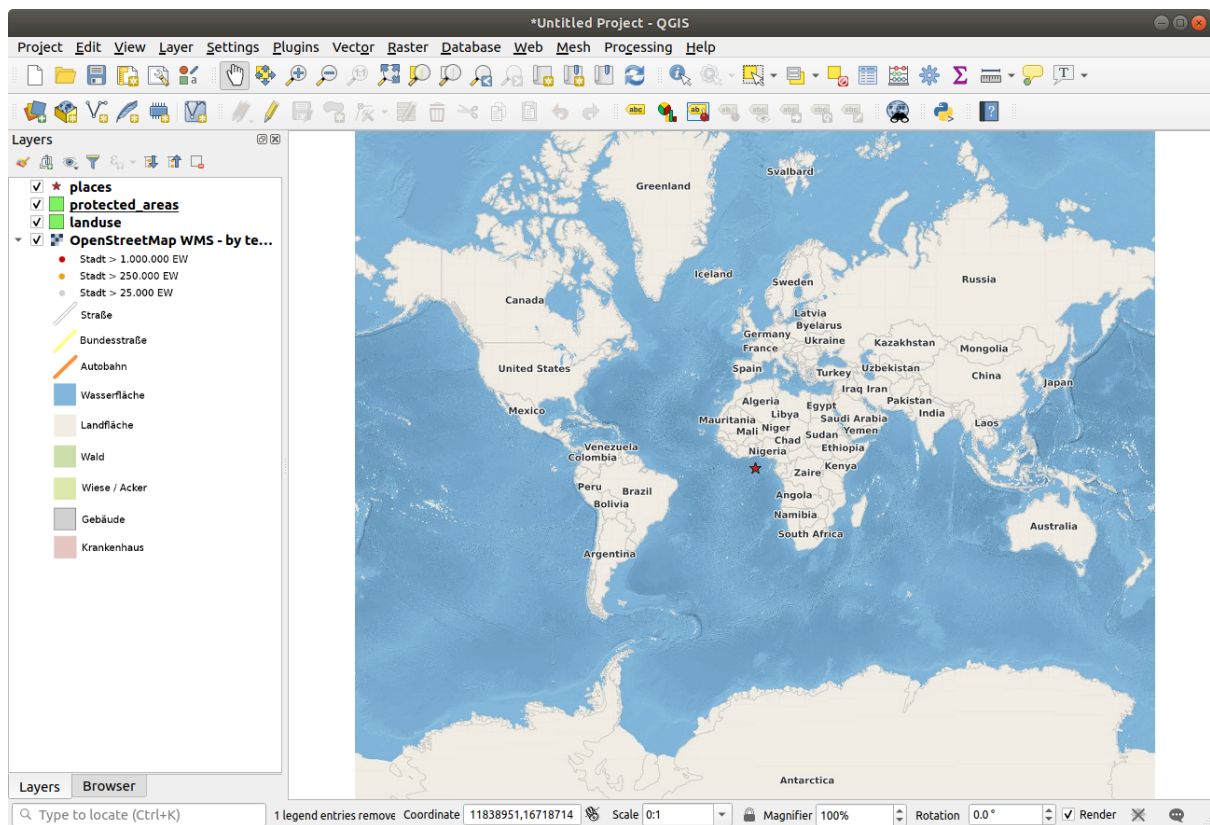 *Untitled Project - QGIS
Project Edit View Layer Settings Plugins Vector Raster Database Web Mesh Processing Help
Layers
places
protected_areas
landuse
OpenStreetMap WMS - by te...
Stadt > 1.000.000 EW
Stadt > 250.000 EW
Stadt > 25.000 EW
Straße
Bundesstraße
Autobahn
Wasserfläche
Landfläche
Wald
Wiese / Acker
Gebäude
Krankenhaus
Greenland
Svalbard
Iceland
Sweden
Russia
Canada
Latvia
Byelarus
Germany
Ukraine
France
Kazakhstan
Mongolia
United States
Spain
Turkey
Uzbekistan
China
Japan
Iraq Iran
Mexico
Algeria
Egypt
Pakistan
Mauritania
Libya
Saudi Arabia
India
Mali
Niger
Chad
Sudan
Yemen
Laos
Venezuela
Nigeria
Ethiopia
Colombia
Zaire
Kenya
Peru
Brazil
Angola
Bolivia
Namibia
Australia
South Africa
Argentina
Antarctica
Layers Browser
Type to locate (Ctrl+K) 1 legend entries remove Coordinate 11838951,16718714 Scale 0:1 Magnifier 100% Rotation 0.0 ° Render